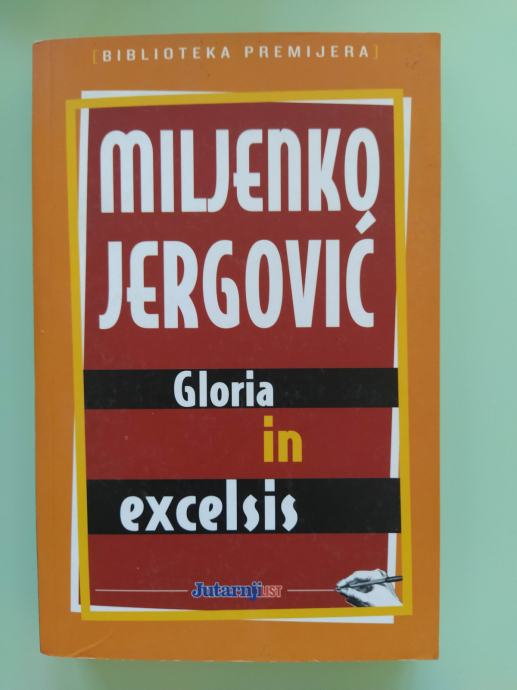 [BIBLIOTEKA PREMIJERA]
MILJENKO
JERGOVIĆ
Gloria
in
excelsis
Jutarnji LIST